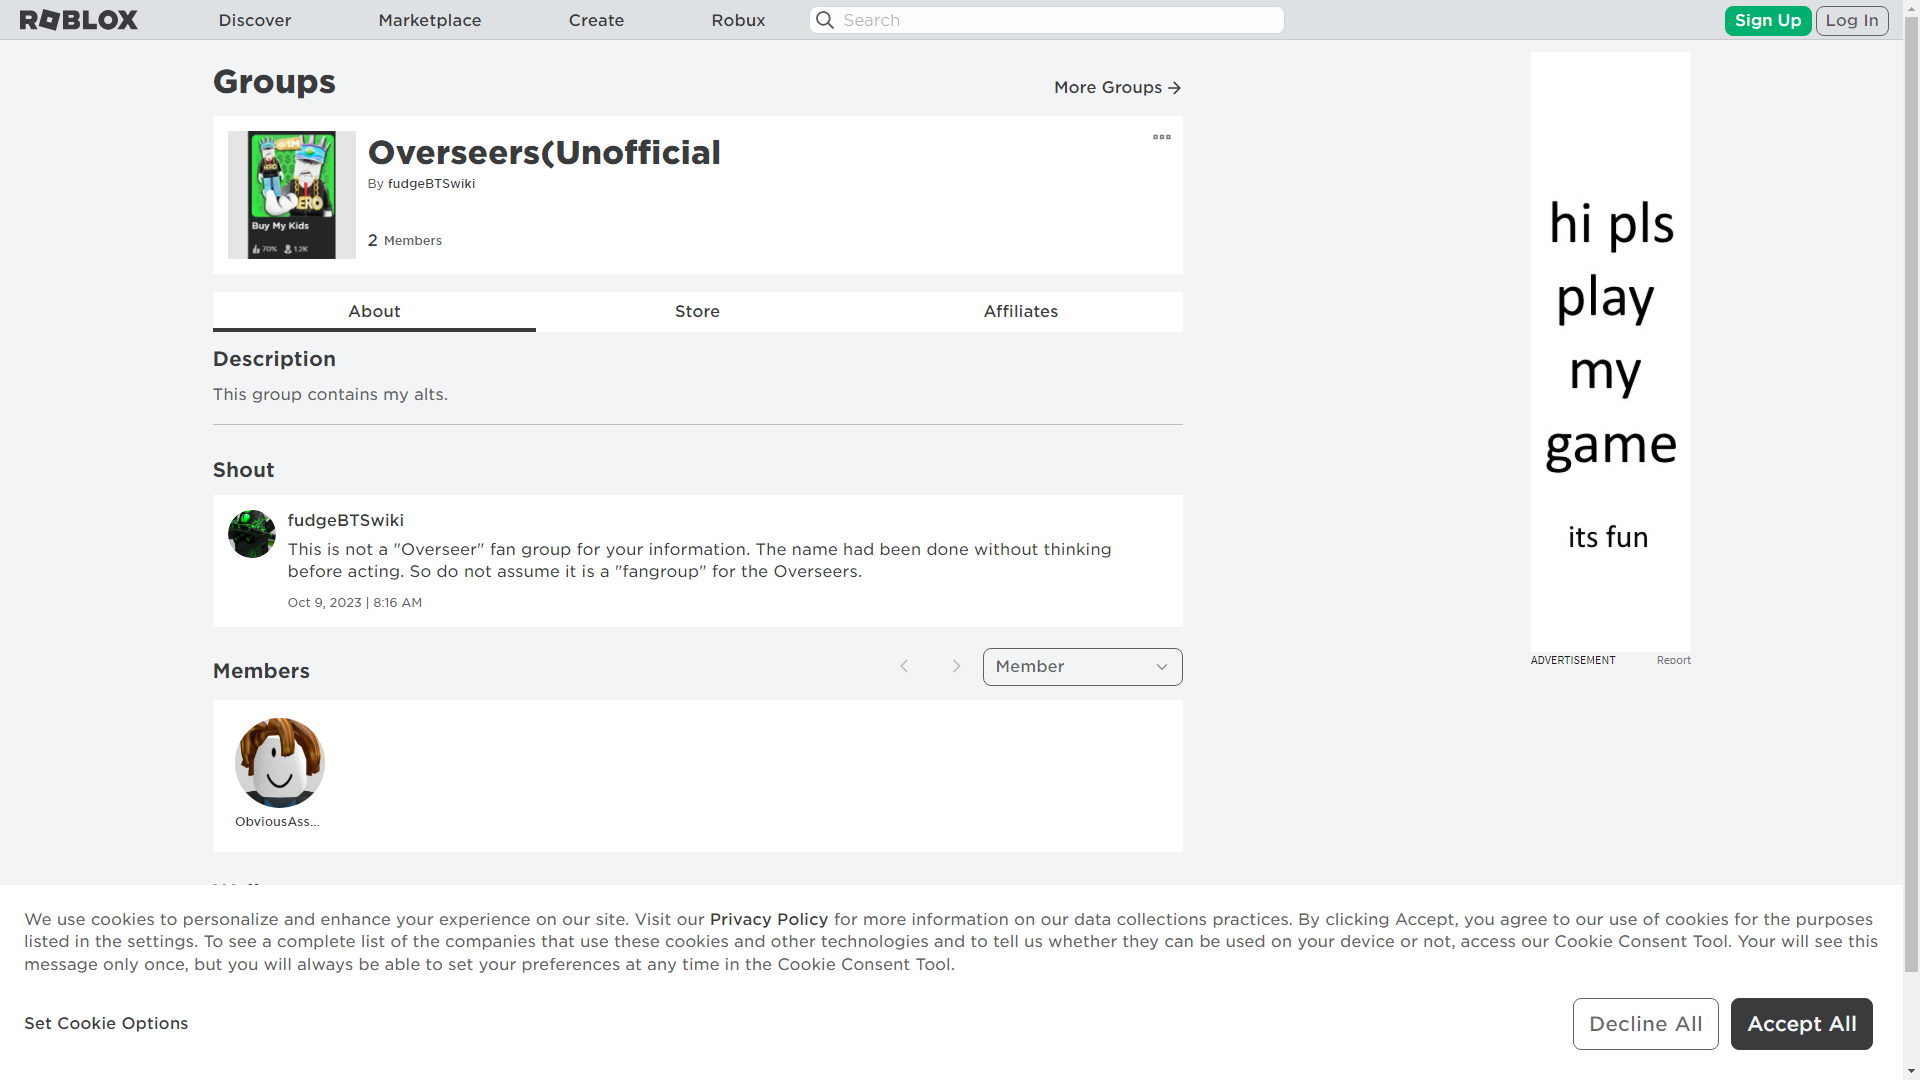 ROBLOX
Discover
Marketplace
Create
Robux
Search
Sign Up
Log In
Groups
More Groups
Overseers(Unofficial
By fudgeBTSwiki
2 Members
Buy My Kids
70% 1.2K
About
Store
Affiliates
Description
This group contains my alts.
Shout
fudgeBTSwiki
This is not a "Overseer" fan group for your information. The name had been done without thinking
before acting. So do not assume it is a "fangroup" for the Overseers.
Oct 9, 2023 | 8:16 AM
Members
Member
ObviousAss...
hi pls
play
my
game
its fun
ADVERTISEMENT
Report
We use cookies to personalize and enhance your experience on our site. Visit our Privacy Policy for more information on our data collections practices. By clicking Accept, you agree to our use of cookies for the purposes
listed in the settings. To see a complete list of the companies that use these cookies and other technologies and to tell us whether they can be used on your device or not, access our Cookie Consent Tool. Your will see this
message only once, but you will always be able to set your preferences at any time in the Cookie Consent Tool.
Set Cookie Options
Decline All
Accept All